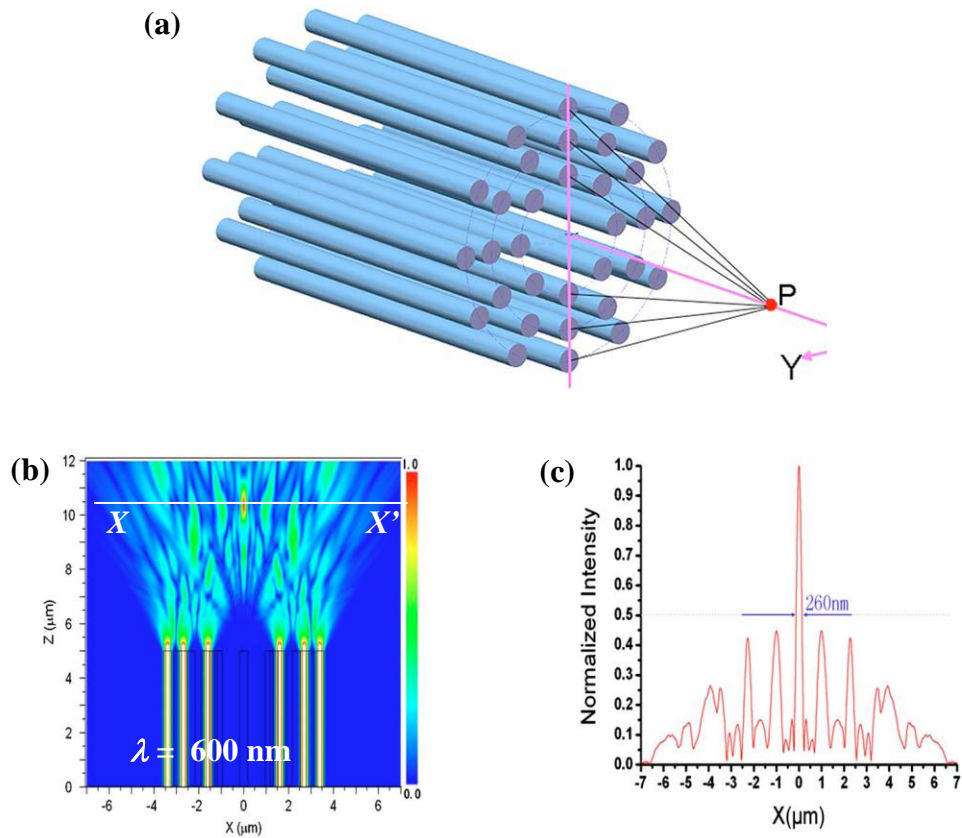 (a)
P
Y
(b)
12
10
8
6
4
2
0
Z (μm)
X X'
λ = 600 nm
1.0
0.0
-6 -4 -2 0 2 4 6
X (μm)
(c)
1.0
0.9
0.8
0.7
0.6
0.5
0.4
0.3
0.2
0.1
0.0
Normalized Intensity
260nm
-7 -6 -5 -4 -3 -2 -1 0 1 2 3 4 5 6 7
X(μm)